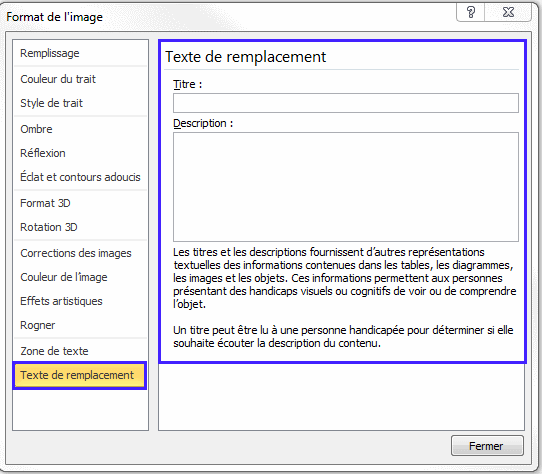 Format de l'image
Remplissage
Couleur du trait
Style de trait
Ombre
Réflexion
Éclat et contours adoucis
Format 3D
Rotation 3D
Corrections des images
Couleur de l'image
Effets artistiques
Rogner
Zone de texte
Texte de remplacement
Texte de remplacement
Titre :
Description :
Les titres et les descriptions fournissent d'autres représentations
textuelles des informations contenues dans les tables, les diagrammes,
les images et les objets. Ces informations permettent aux personnes
présentant des handicaps visuels ou cognitifs de voir ou de comprendre
l'objet.
Un titre peut être lu à une personne handicapée pour déterminer si elle
souhaite écouter la description du contenu.
Fermer